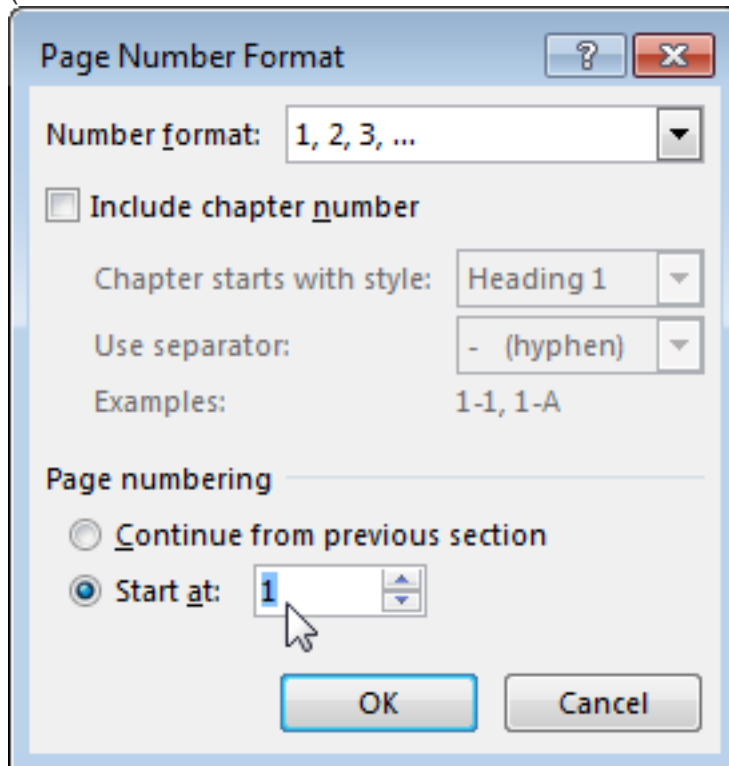 Page Number Format
Number format: 1, 2, 3, ...
Include chapter number
Chapter starts with style: Heading 1
Use separator: - (hyphen)
Examples: 1-1, 1-A
Page numbering
Continue from previous section
Start at: 1
OK Cancel